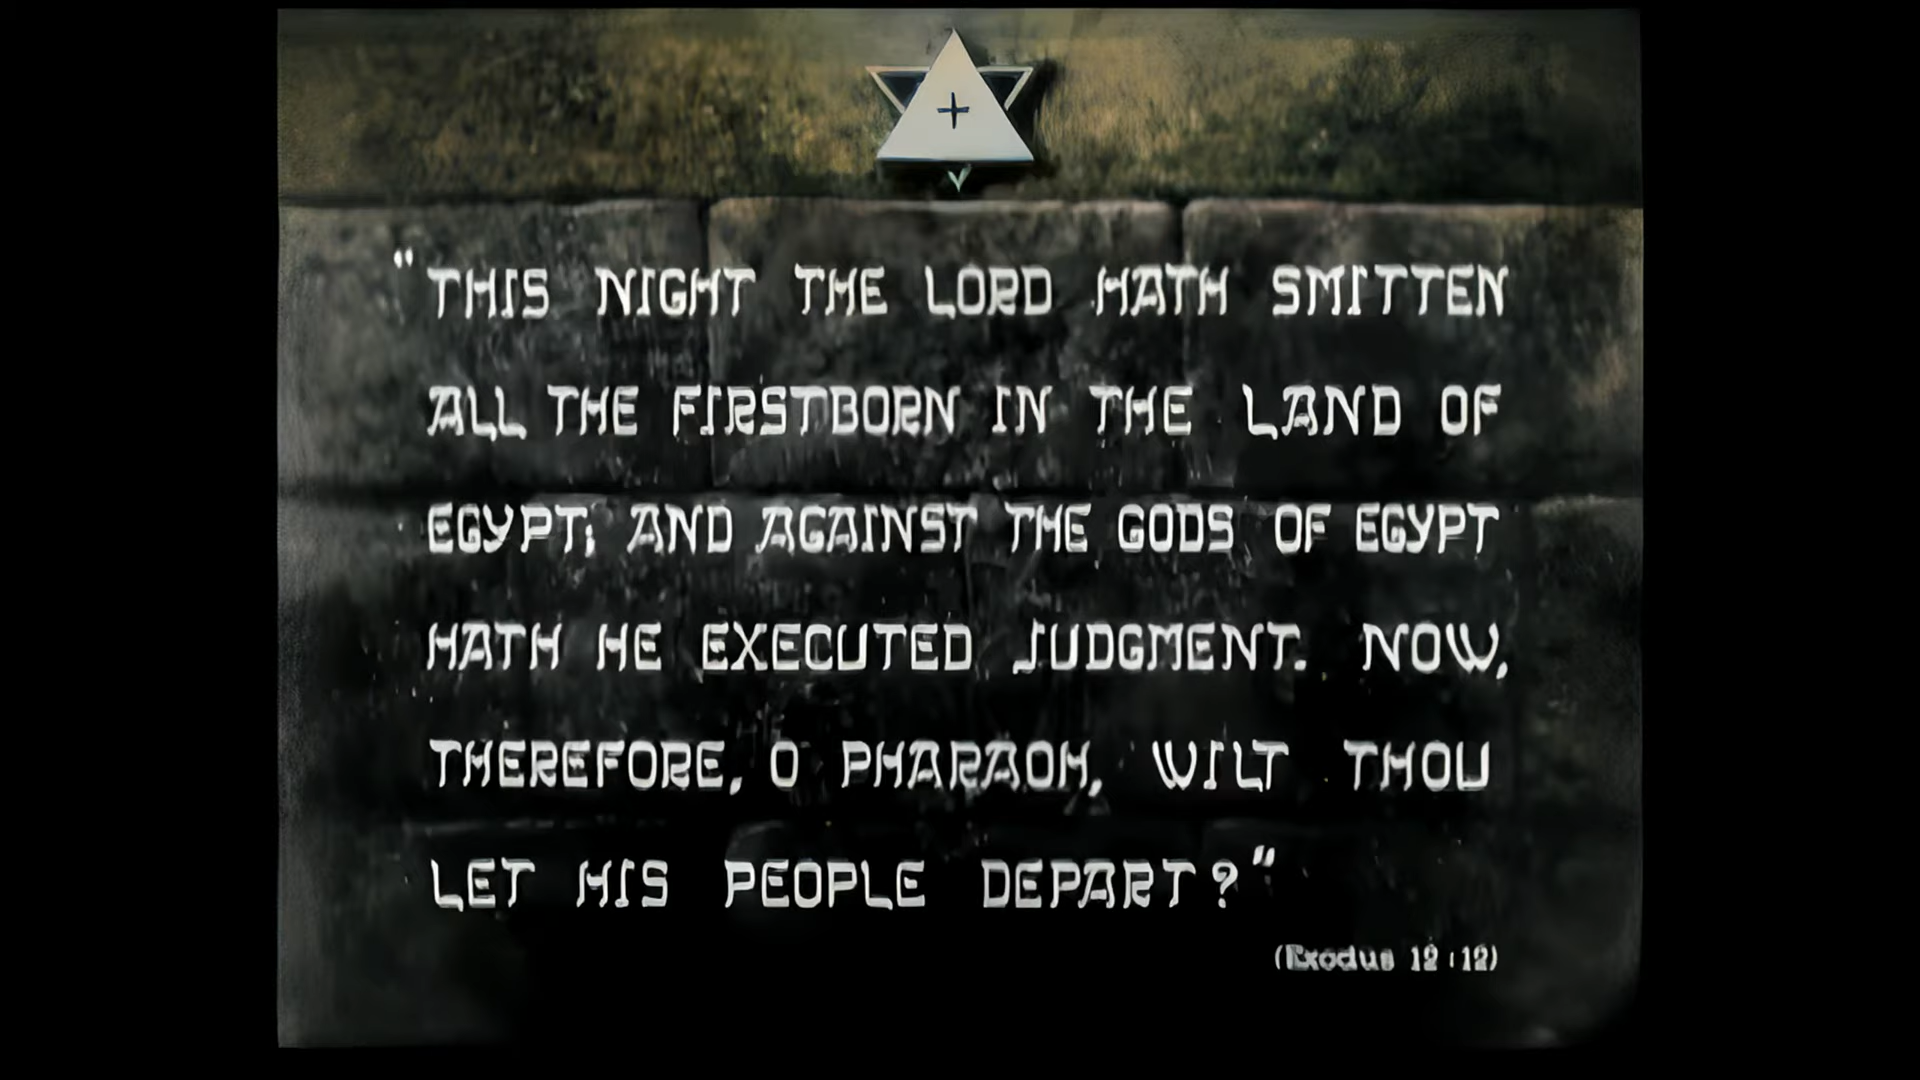 "THIS NIGHT THE LORD HATH SMITTEN
ALL THE FIRSTBORN IN THE LAND OF
EGYPT; AND AGAINST THE GODS OF EGYPT
HATH HE EXECUTED JUDGMENT. NOW,
THEREFORE, O PHARAOH, WILT THOU
LET HIS PEOPLE DEPART?"
(Exodus 12:12)